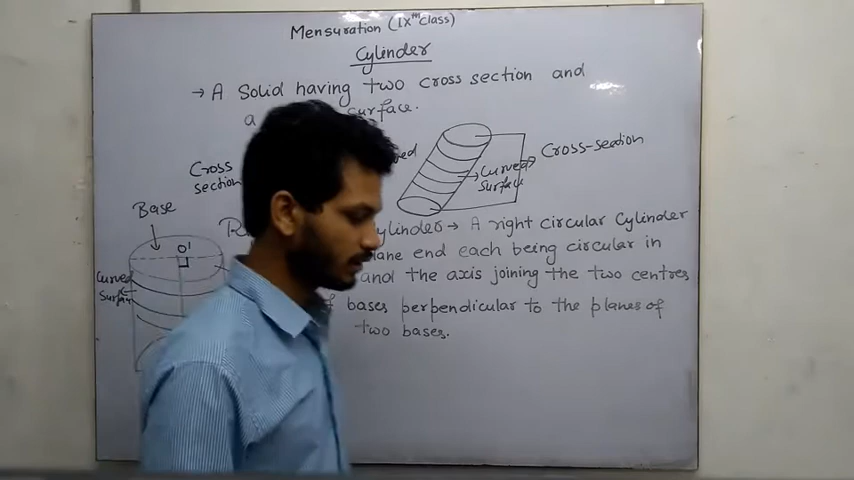 Mensuration (IXth Class)
Cylinder
→ A Solid having two cross section and
a surface.
Cross
section
Curved
Surface
Cross-section
Base
O'
Curved
Surface
Cylinder → A right circular Cylinder
plane end each being circular in
and the axis joining the two centres
of bases perpendicular to the planes of
two bases.